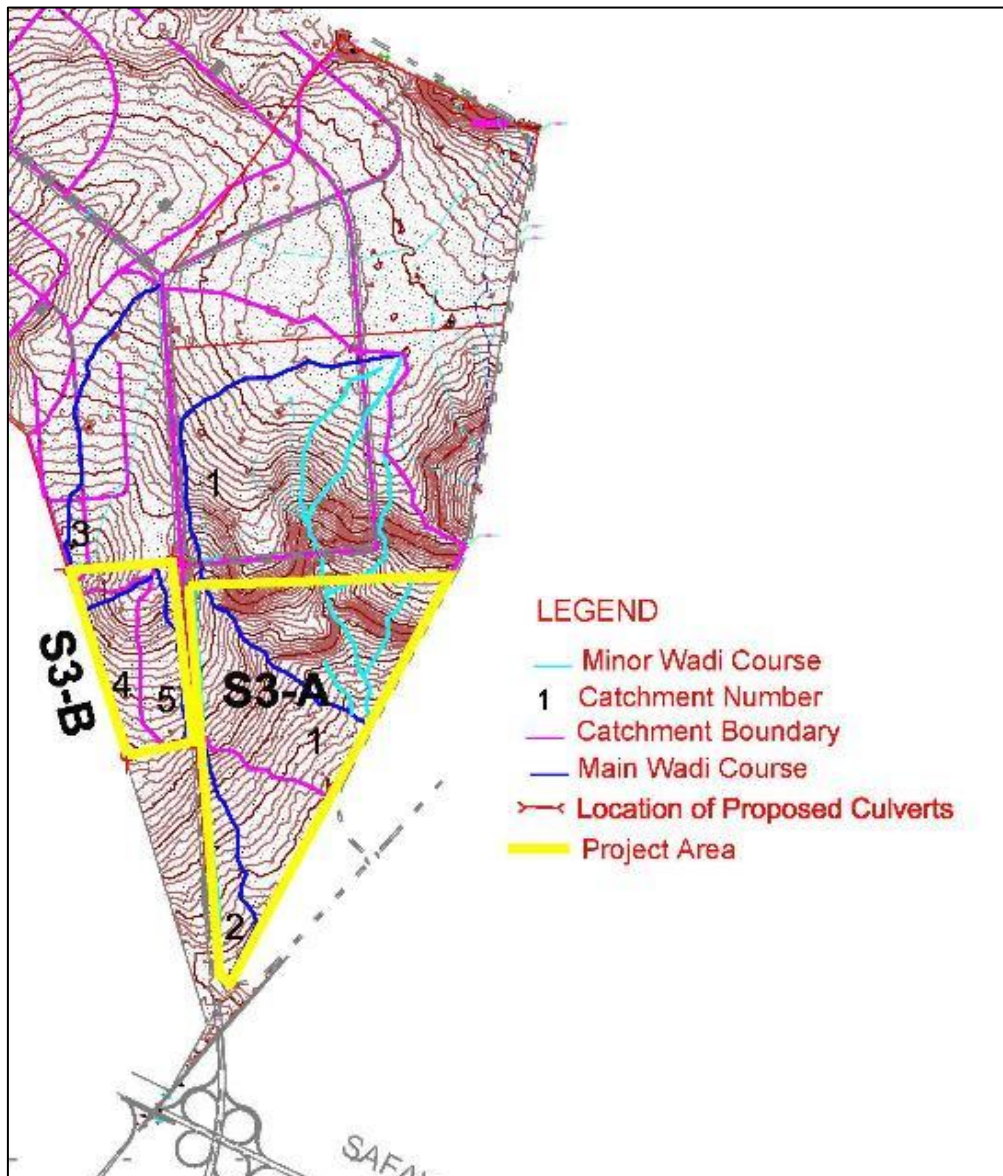 1
3
S3-B
4
5
S3-A
1
2
LEGEND
Minor Wadi Course
1 Catchment Number
Catchment Boundary
Main Wadi Course
Location of Proposed Culverts
Project Area